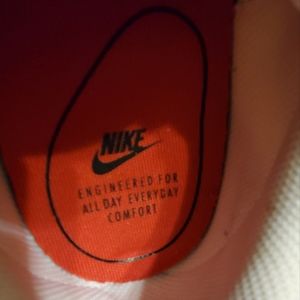 NIKE
ENGINEERED FOR
ALL DAY EVERYDAY
COMFORT